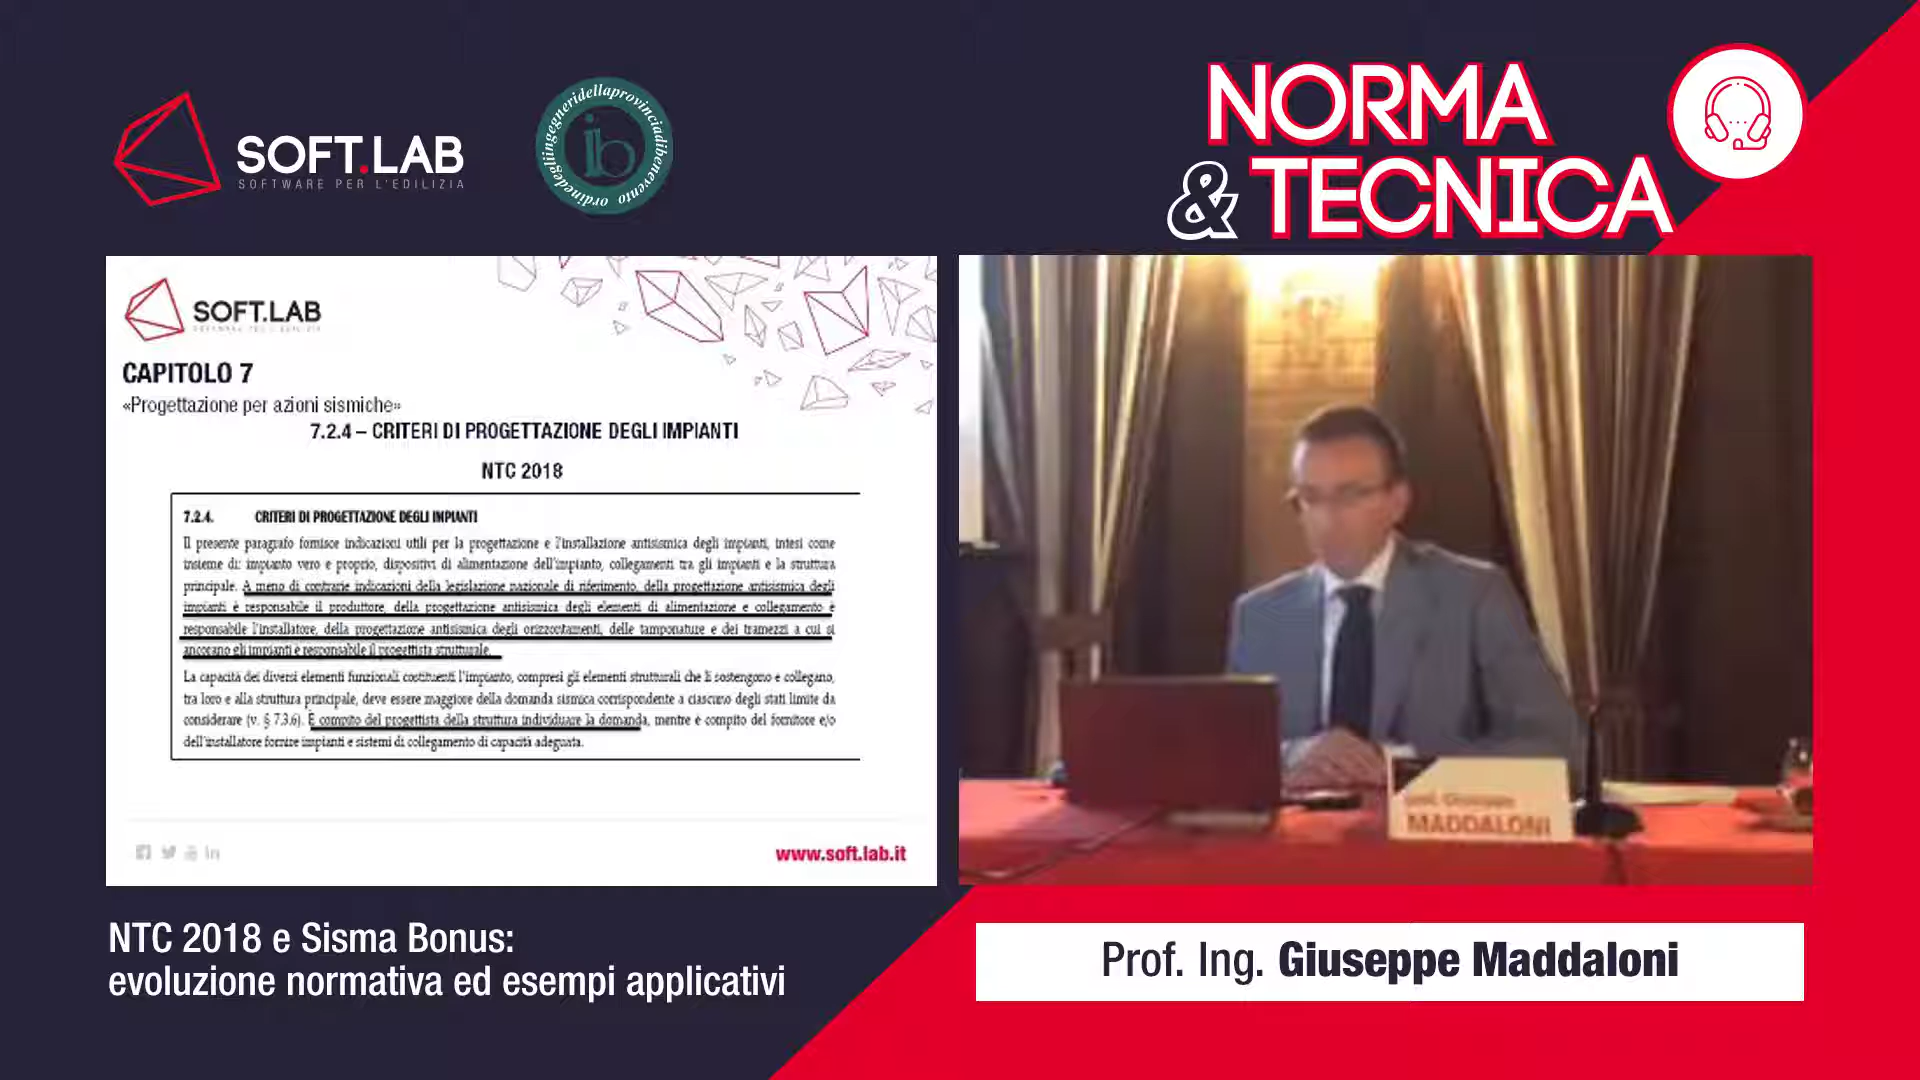 SOFT.LAB
SOFTWARE PER L'EDILIZIA
ordinedegliingegneridellaprovinciadibenevento
ib
NORMA
& TECNICA
SOFT.LAB
CAPITOLO 7
«Progettazione per azioni sismiche»
7.2.4 – CRITERI DI PROGETTAZIONE DEGLI IMPIANTI
NTC 2018
7.2.4. CRITERI DI PROGETTAZIONE DEGLI IMPIANTI
Il presente paragrafo fornisce indicazioni utili per la progettazione e l'installazione antisismica degli impianti, intesi come
insieme di: impianto vero e proprio, dispositivi di alimentazione dell'impianto, collegamenti tra gli impianti e la struttura
principale. A meno di contrarie indicazioni della legislazione nazionale di riferimento, della progettazione antisismica degli
impianti è responsabile il produttore, della progettazione antisismica degli elementi di alimentazione e collegamento è
responsabile l'installatore, della progettazione antisismica degli orizzontamenti, delle tamponature e dei tramezzi a cui si
ancorano gli impianti è responsabile il progettista strutturale.
La capacità dei diversi elementi funzionali costituenti l'impianto, compresi gli elementi strutturali che li sostengono e collegano,
tra loro e alla struttura principale, deve essere maggiore della domanda sismica corrispondente a ciascuno degli stati limite da
considerare (v. § 7.3.6). È compito del progettista della struttura individuare la domanda, mentre è compito del fornitore e/o
dell'installatore fornire impianti e sistemi di collegamento di capacità adeguata.
in
www.soft.lab.it
prof. Giuseppe
MADDALONI
NTC 2018 e Sisma Bonus:
evoluzione normativa ed esempi applicativi
Prof. Ing. Giuseppe Maddaloni